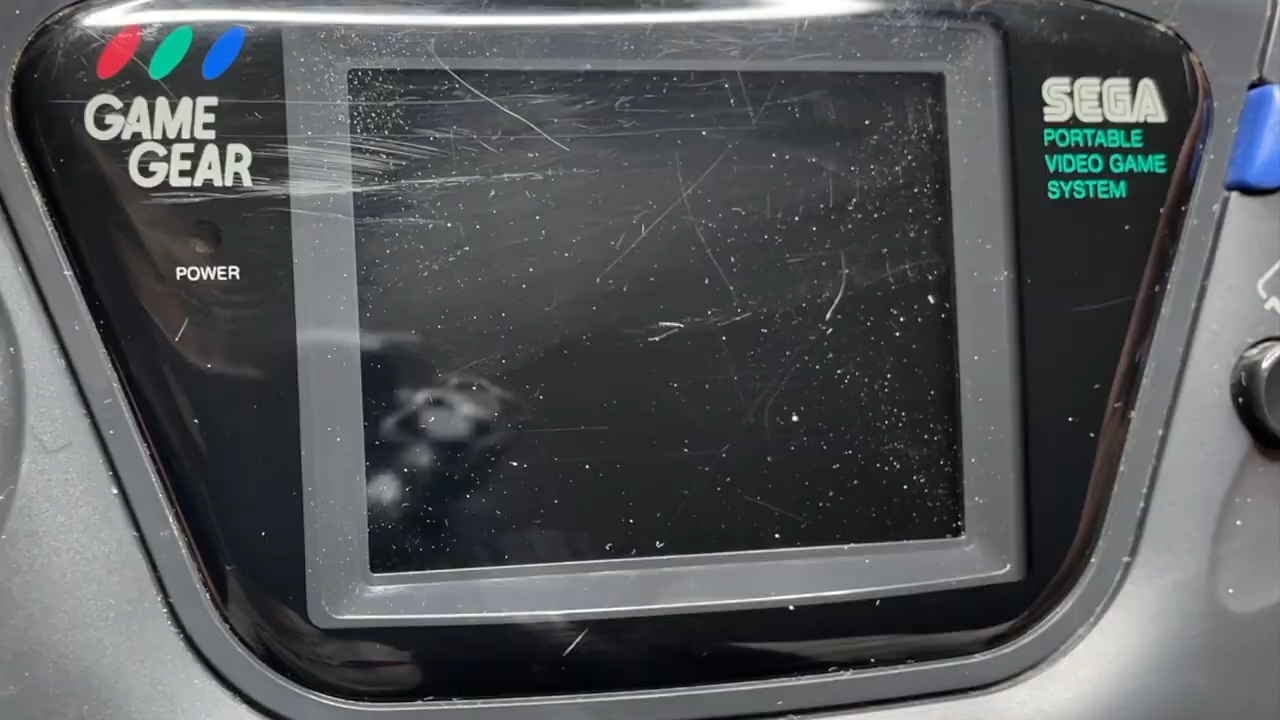 GAME
GEAR
POWER
SEGA
PORTABLE
VIDEO GAME
SYSTEM